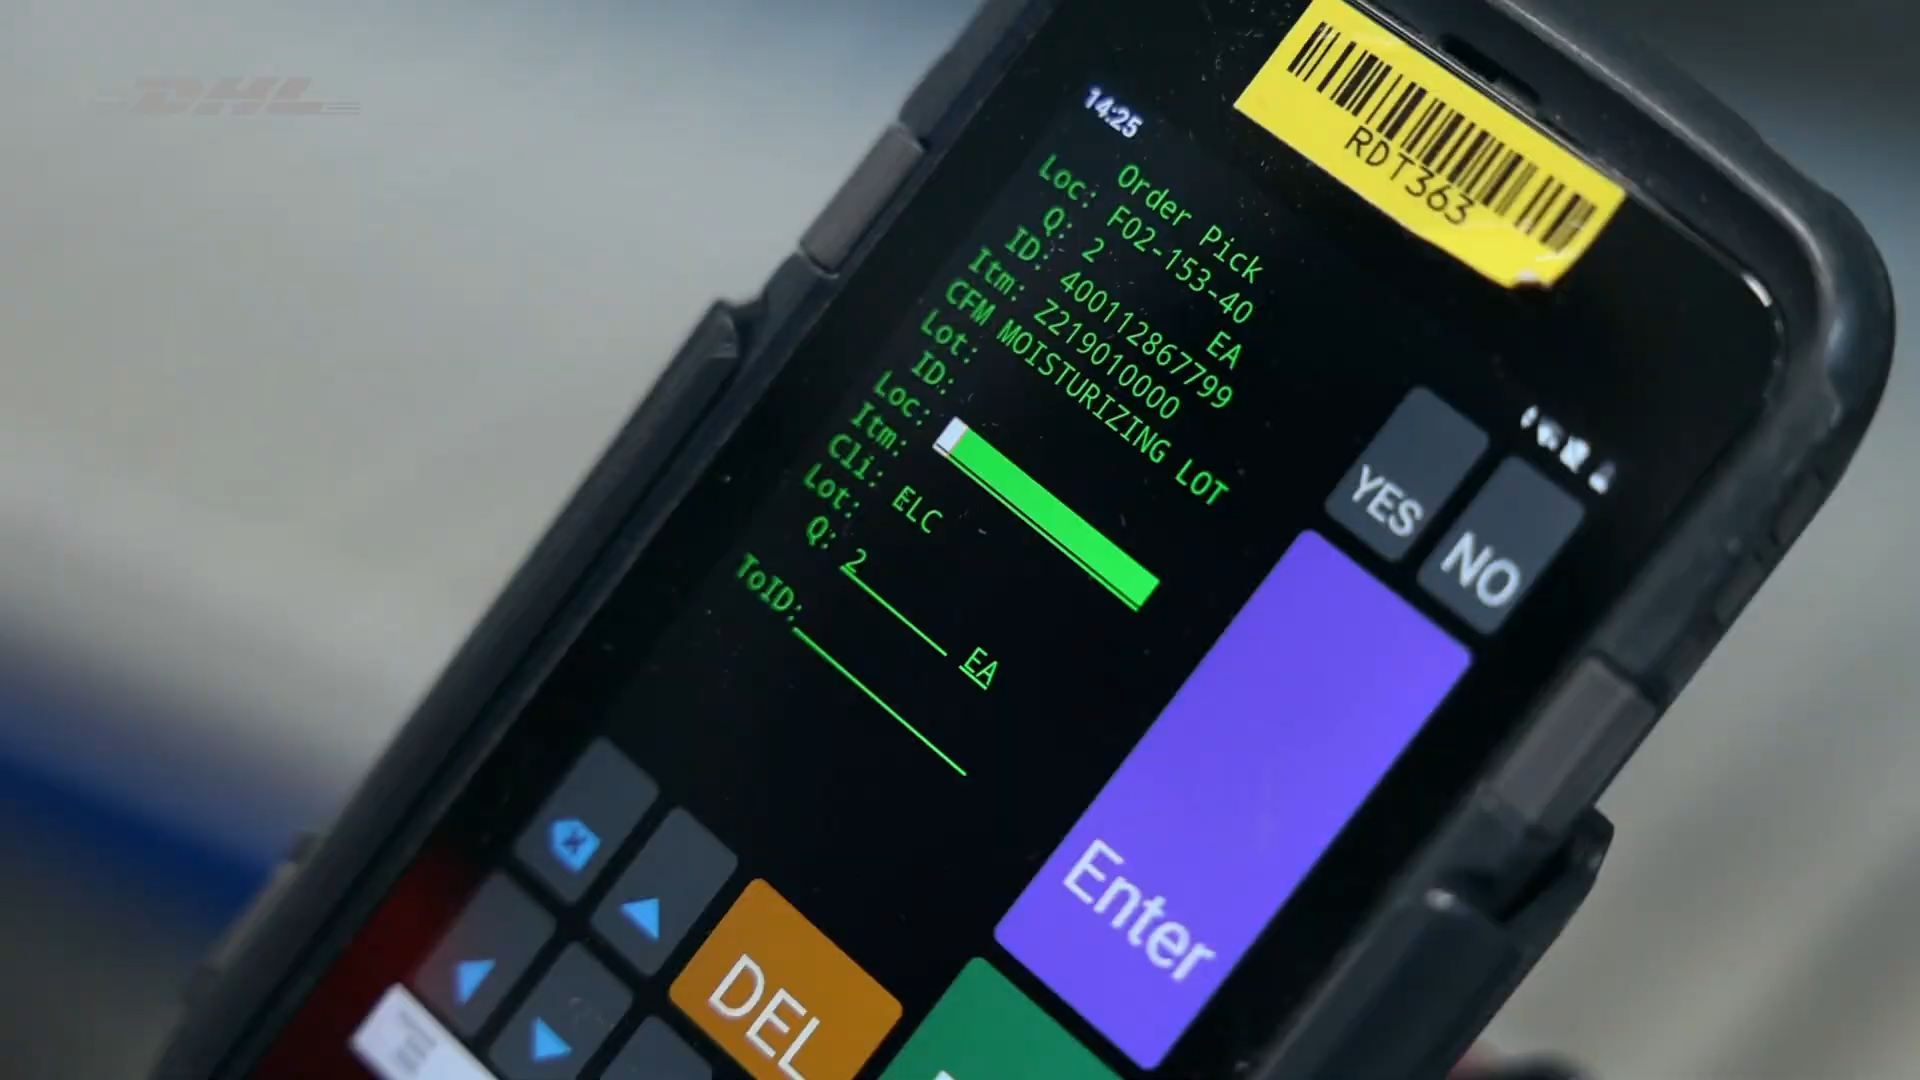 DHL
RDT363
14:25
Order Pick
Loc: F02-153-40
Q: 2 EA
ID: 400112867799
Itm: Z219010000
CFM MOISTURIZING LOT
Lot:
ID:
Loc:
Itm:
Cli: ELC
Lot:
Q: 2 EA
ToID:
YES
NO
Enter
DEL